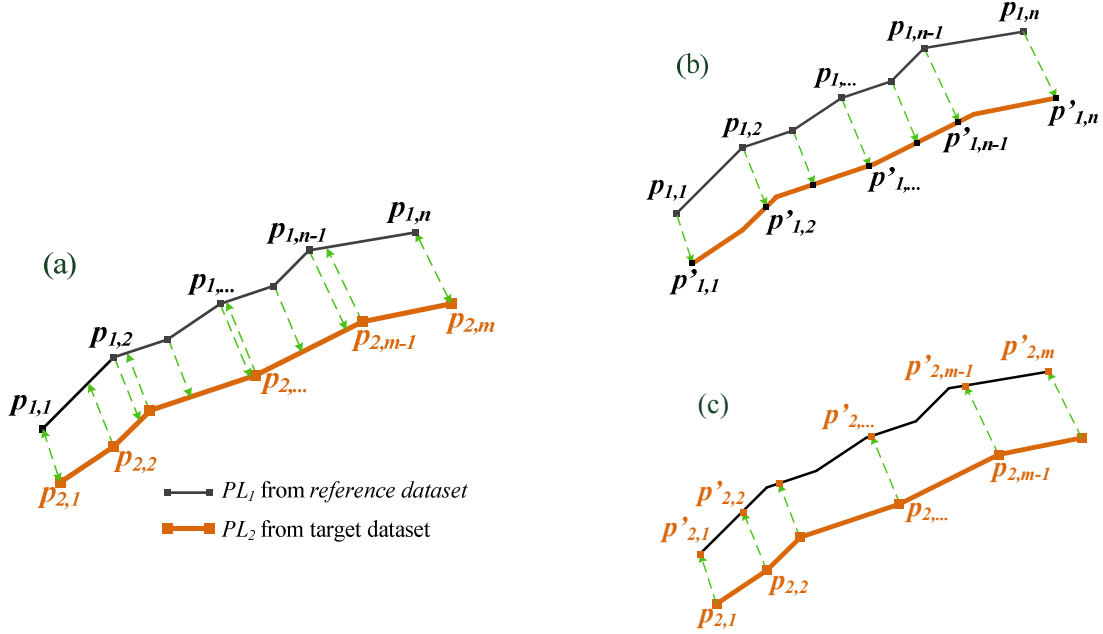 (a)
p1,1
p1,2
p1,...
p1,n-1
p1,n
p2,1
p2,2
p2,...
p2,m-1
p2,m
PL1 from reference dataset
PL2 from target dataset
(b)
p1,1
p1,2
p1,...
p1,n-1
p1,n
p'1,1
p'1,2
p'1,...
p'1,n-1
p'1,n
(c)
p'2,1
p'2,2
p'2,...
p'2,m-1
p'2,m
p2,1
p2,2
p2,...
p2,m-1